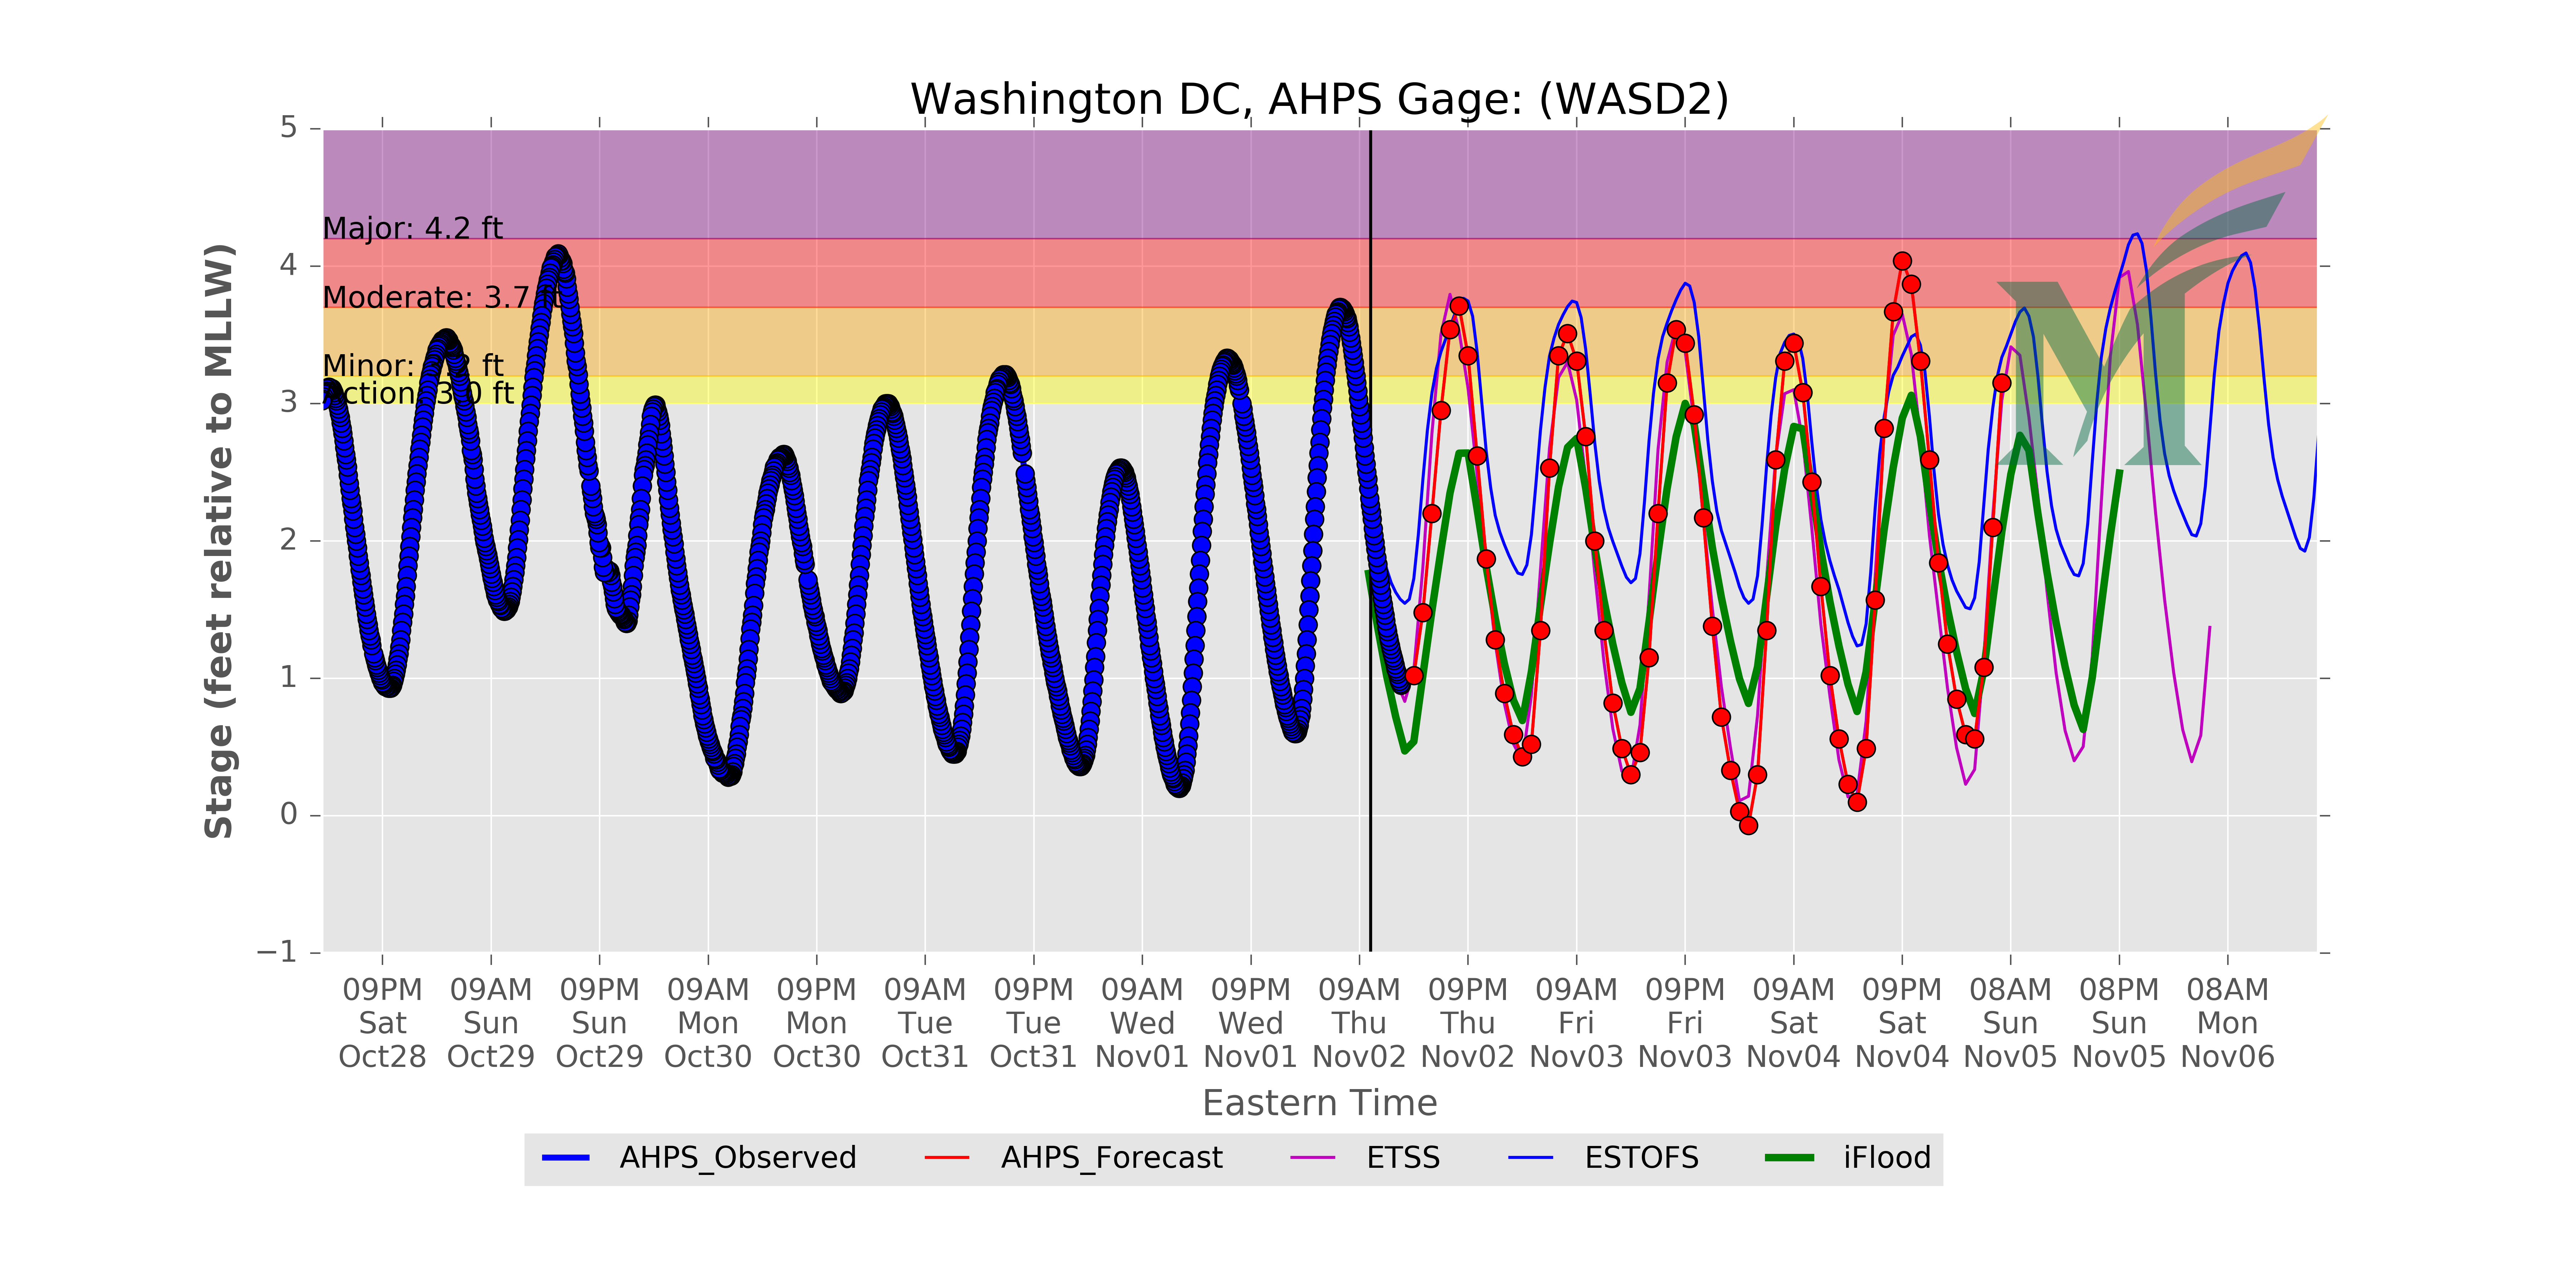 Washington DC, AHPS Gage: (WASD2)
Stage (feet relative to MLLW)
5
4
3
2
1
0
−1
Major: 4.2 ft
Moderate: 3.7 ft
Minor: ft
Action: 3.0 ft
09PM 09AM 09PM 09AM 09PM 09AM 09PM 09AM 09PM 09AM 09PM 09AM 09PM 09AM 09PM 08AM 08PM 08AM
Sat Sun Sun Mon Mon Tue Tue Wed Wed Thu Thu Fri Fri Sat Sat Sun Sun Mon
Oct28 Oct29 Oct29 Oct30 Oct30 Oct31 Oct31 Nov01 Nov01 Nov02 Nov02 Nov03 Nov03 Nov04 Nov04 Nov05 Nov05 Nov06
Eastern Time
AHPS_Observed AHPS_Forecast ETSS ESTOFS iFlood